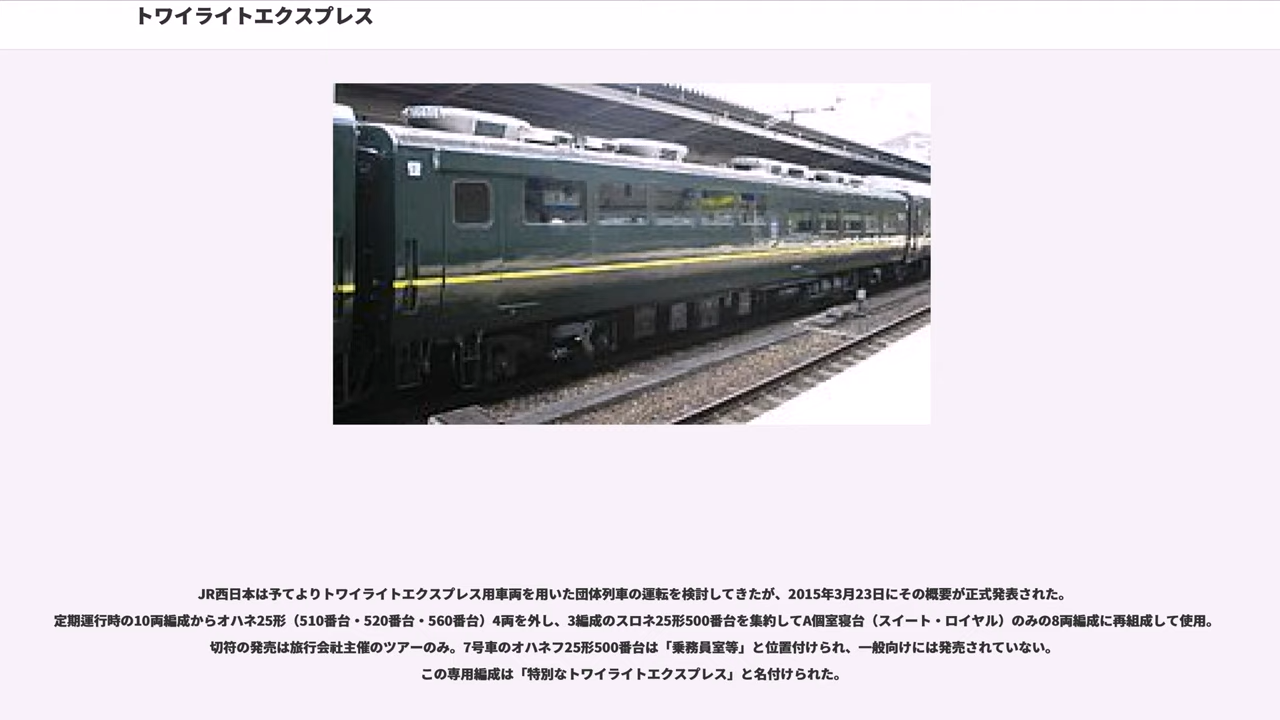 トワイライトエクスプレス
JR西日本は予てよりトワイライトエクスプレス用車両を用いた団体列車の運転を検討してきたが、2015年3月23日にその概要が正式発表された。
定期運行時の10両編成からオハネ25形（510番台・520番台・560番台）4両を外し、3編成のスロネ25形500番台を集約してA個室寝台（スイート・ロイヤル）のみの8両編成に再組成して使用。
切符の発売は旅行会社主催のツアーのみ。7号車のオハネフ25形500番台は「乗務員室等」と位置付けられ、一般向けには発売されていない。
この専用編成は「特別なトワイライトエクスプレス」と名付けられた。